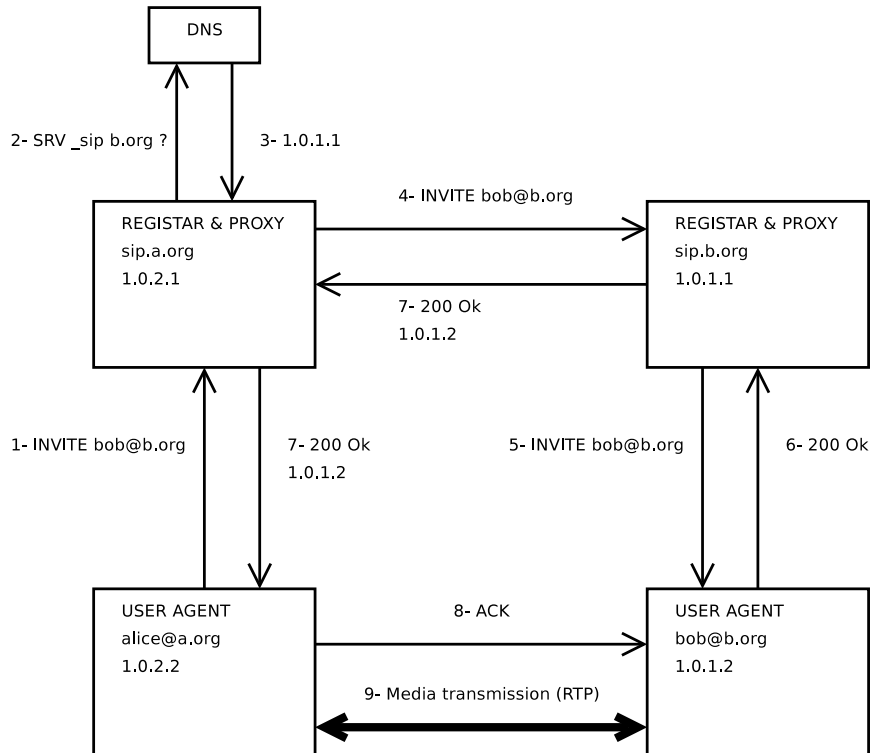 DNS
2- SRV _sip b.org ?
3- 1.0.1.1
4- INVITE bob@b.org
REGISTAR & PROXY
sip.a.org
1.0.2.1
REGISTAR & PROXY
sip.b.org
1.0.1.1
7- 200 Ok
1.0.1.2
1- INVITE bob@b.org
7- 200 Ok
1.0.1.2
5- INVITE bob@b.org
6- 200 Ok
USER AGENT
alice@a.org
1.0.2.2
8- ACK
USER AGENT
bob@b.org
1.0.1.2
9- Media transmission (RTP)